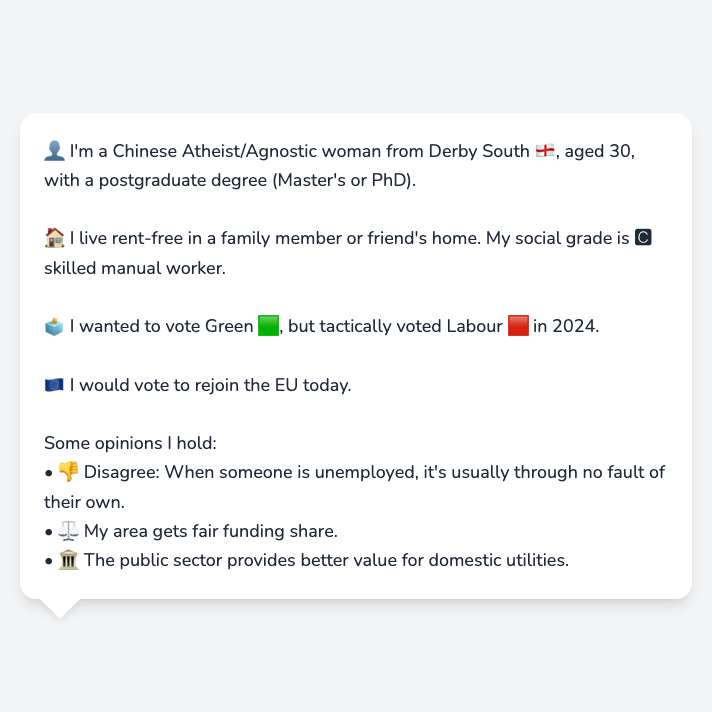 👤 I'm a Chinese Atheist/Agnostic woman from Derby South 🏴󠁧󠁢󠁥󠁮󠁧󠁿, aged 30,
with a postgraduate degree (Master's or PhD).
🏠 I live rent-free in a family member or friend's home. My social grade is 🅲
skilled manual worker.
🗳️ I wanted to vote Green 🟩, but tactically voted Labour 🟥 in 2024.
🇪🇺 I would vote to rejoin the EU today.
Some opinions I hold:
• 👎 Disagree: When someone is unemployed, it's usually through no fault of
their own.
• ⚖️ My area gets fair funding share.
• 🏛️ The public sector provides better value for domestic utilities.